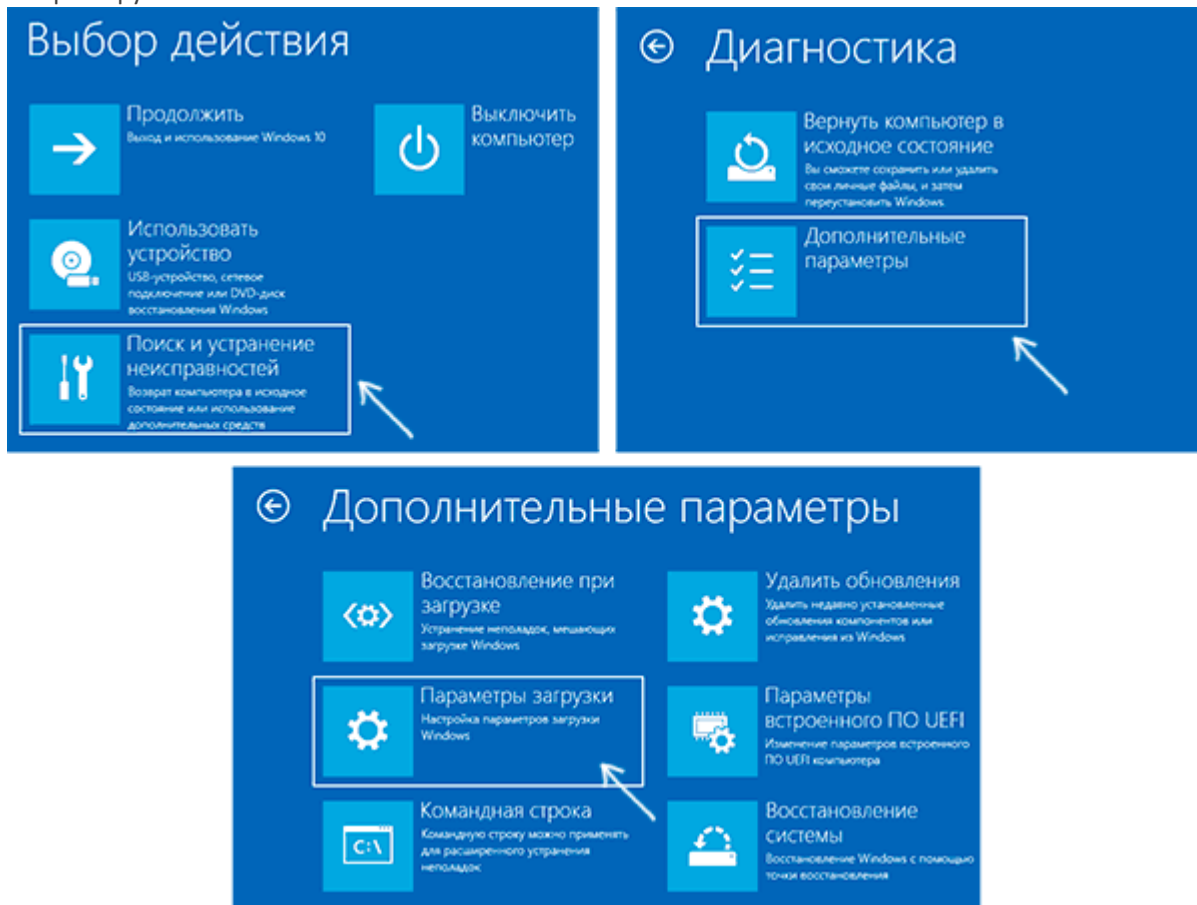 Выбор действия
Продолжить
Выход и использование Windows 10
Выключить
компьютер
Использовать
устройство
USB-устройство, сетевое
подключение или DVD-диск
восстановления Windows
Поиск и устранение
неисправностей
Возврат компьютера в исходное
состояние или использование
дополнительных средств
Диагностика
Вернуть компьютер в
исходное состояние
Вы сможете сохранить или удалить
свои личные файлы, и затем
переустановить Windows.
Дополнительные
параметры
Дополнительные параметры
Восстановление при
загрузке
Устранение неполадок, мешающих
загрузке Windows
Удалить обновления
Удалить недавно установленные
обновления компонентов или
исправления из Windows
Параметры загрузки
Настройка параметров загрузки
Windows
Параметры
встроенного ПО UEFI
Изменение параметров встроенного
ПО UEFI компьютера
C:\
Командная строка
Командную строку можно применять
для расширенного устранения
неполадок
Восстановление
системы
Восстановление Windows с помощью
точки восстановления